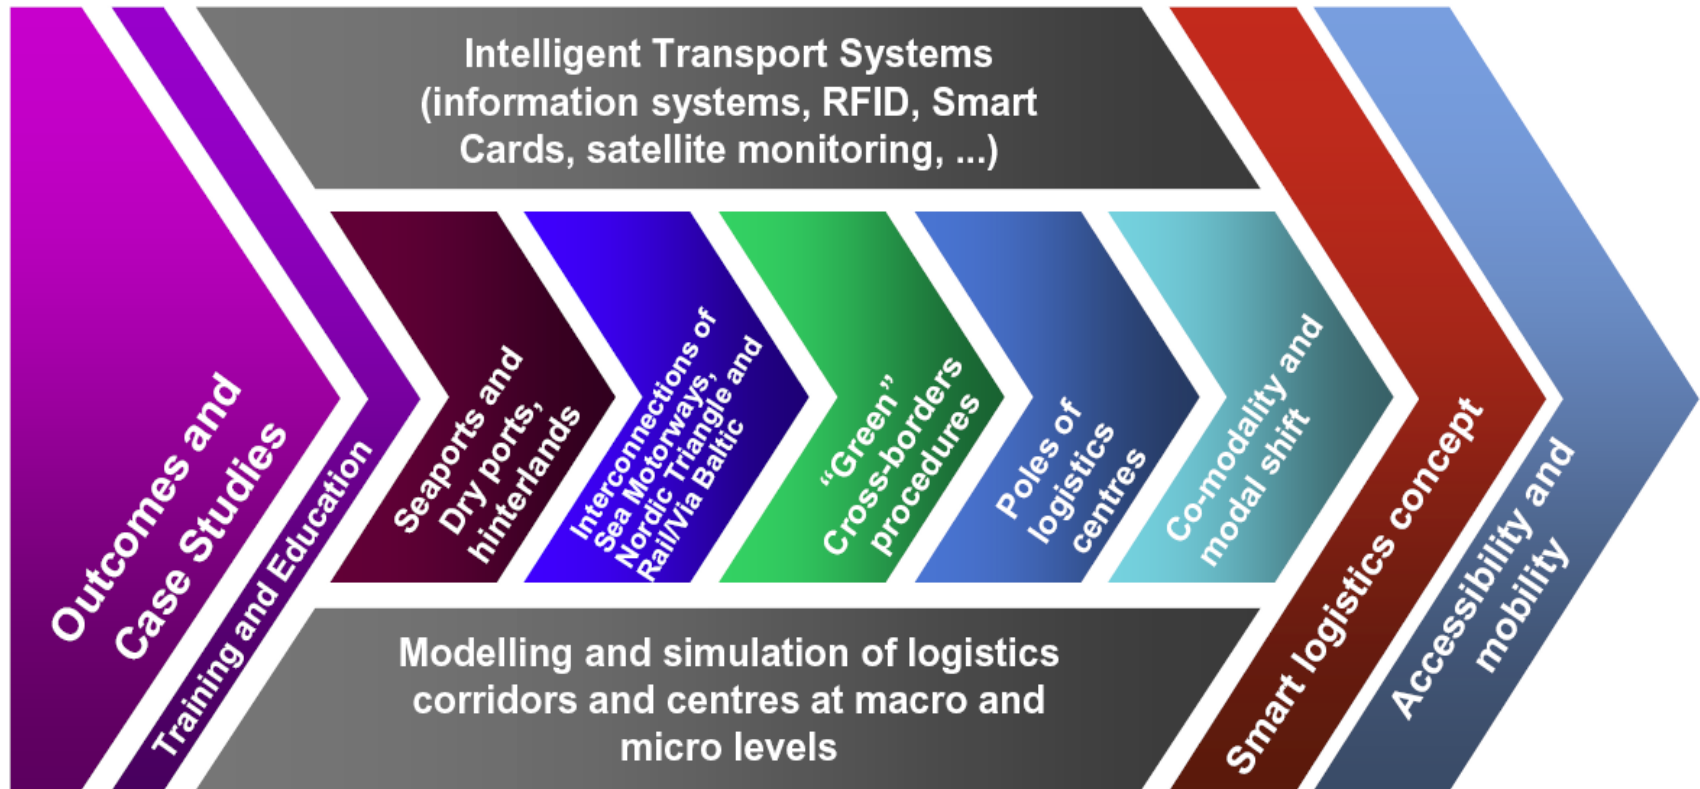 Outcomes and
Case Studies
Training and Education
Intelligent Transport Systems
(information systems, RFID, Smart
Cards, satellite monitoring, ...)
Seaports and
Dry ports,
hinterlands
Interconnections of
Sea Motorways,
Nordic Triangle and
Rail/Via Baltic
“Green”
Cross-borders
procedures
Poles of
logistics
centres
Co-modality and
modal shift
Modelling and simulation of logistics
corridors and centres at macro and
micro levels
Smart logistics concept
Accessibility and
mobility